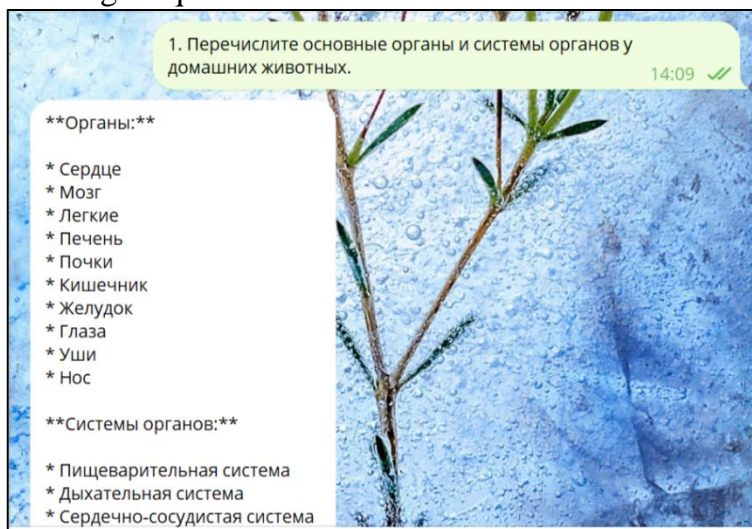 1. Перечислите основные органы и системы органов у
домашних животных.
14:09
**Органы:**
* Сердце
* Мозг
* Легкие
* Печень
* Почки
* Кишечник
* Желудок
* Глаза
* Уши
* Нос
**Системы органов:**
* Пищеварительная система
* Дыхательная система
* Сердечно-сосудистая система